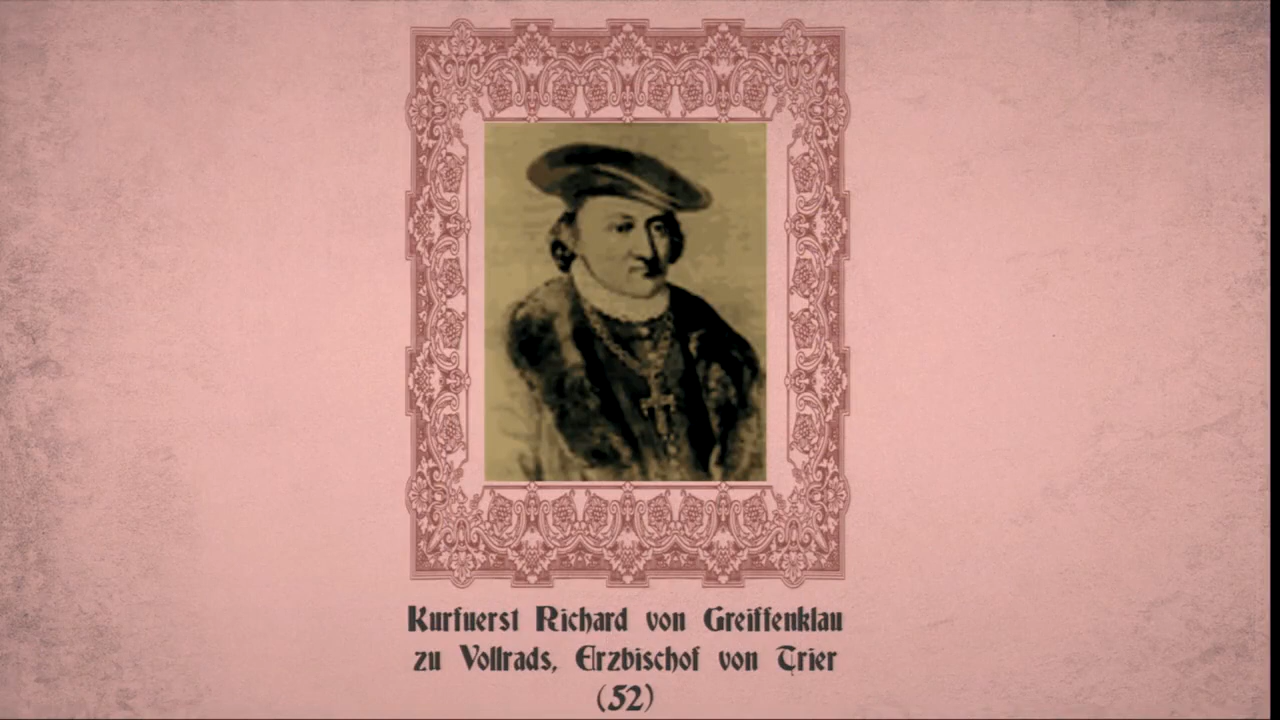 Kurfuerst Richard von Greiffenklau
zu Vollrads, Erzbischof von Trier
(52)